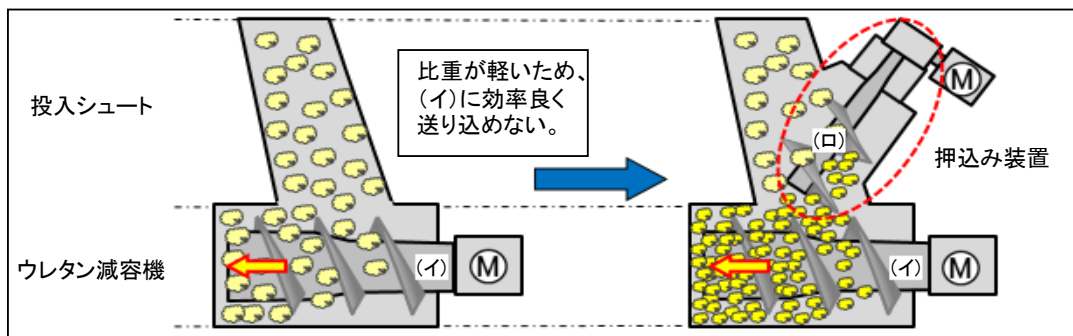 投入シュート
比重が軽いため、
(イ)に効率良く
送り込めない。
M
(ロ)
押込み装置
ウレタン減容機
(イ)
M
(イ)
M